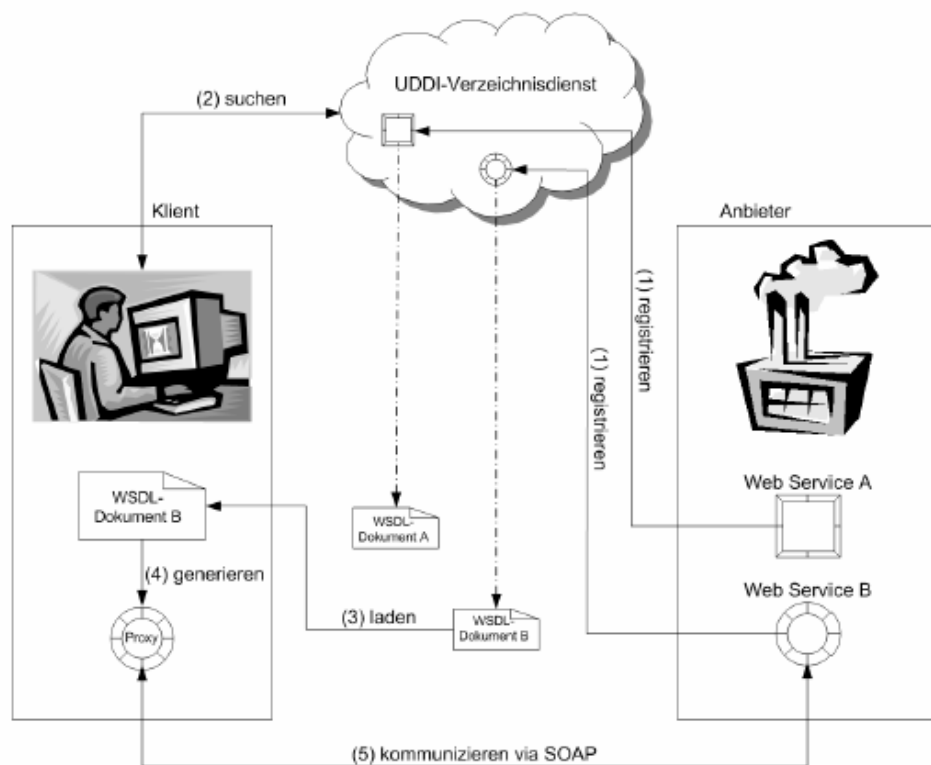 UDDI-Verzeichnisdienst
(2) suchen
Klient
Anbieter
(1) registrieren
(1) registrieren
WSDL-
Dokument B
WSDL-
Dokument A
Web Service A
(4) generieren
Web Service B
(3) laden
WSDL-
Dokument B
Proxy
(5) kommunizieren via SOAP